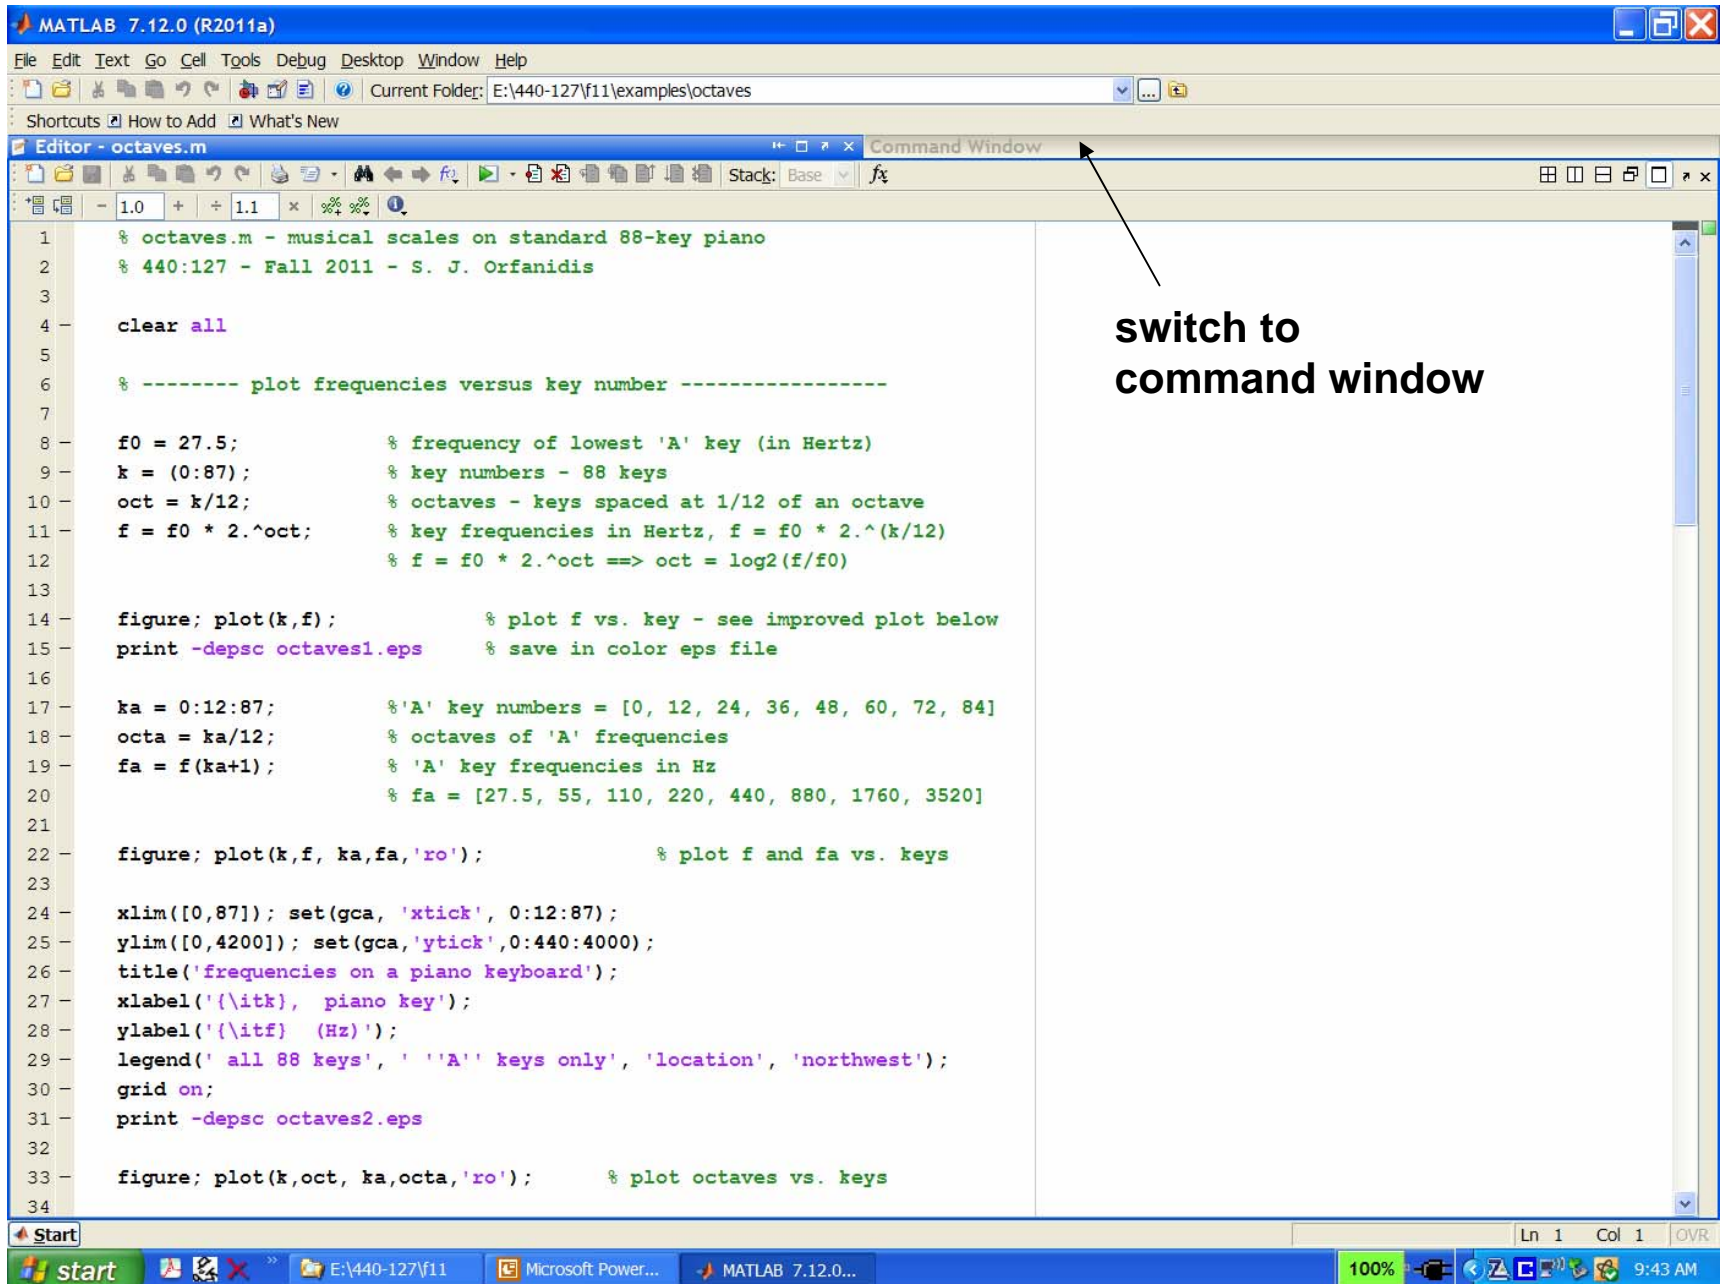 MATLAB 7.12.0 (R2011a)
File Edit Text Go Cell Tools Debug Desktop Window Help
Current Folder: E:\440-127\f11\examples\octaves
Shortcuts How to Add What's New
Editor - octaves.m Command Window
Stack: Base fx
- 1.0 + ÷ 1.1 ×
1 % octaves.m - musical scales on standard 88-key piano
2 % 440:127 - Fall 2011 - S. J. Orfanidis
3
4 - clear all
5
6 % -------- plot frequencies versus key number -----------------
7
8 - f0 = 27.5; % frequency of lowest 'A' key (in Hertz)
9 - k = (0:87); % key numbers - 88 keys
10 - oct = k/12; % octaves - keys spaced at 1/12 of an octave
11 - f = f0 * 2.^oct; % key frequencies in Hertz, f = f0 * 2.^(k/12)
12 % f = f0 * 2.^oct ==> oct = log2(f/f0)
13
14 - figure; plot(k,f); % plot f vs. key - see improved plot below
15 - print -depsc octaves1.eps % save in color eps file
16
17 - ka = 0:12:87; %'A' key numbers = [0, 12, 24, 36, 48, 60, 72, 84]
18 - octa = ka/12; % octaves of 'A' frequencies
19 - fa = f(ka+1); % 'A' key frequencies in Hz
20 % fa = [27.5, 55, 110, 220, 440, 880, 1760, 3520]
21
22 - figure; plot(k,f, ka,fa,'ro'); % plot f and fa vs. keys
23
24 - xlim([0,87]); set(gca, 'xtick', 0:12:87);
25 - ylim([0,4200]); set(gca,'ytick',0:440:4000);
26 - title('frequencies on a piano keyboard');
27 - xlabel('{\itk}, piano key');
28 - ylabel('{\itf} (Hz)');
29 - legend(' all 88 keys', ' ''A'' keys only', 'location', 'northwest');
30 - grid on;
31 - print -depsc octaves2.eps
32
33 - figure; plot(k,oct, ka,octa,'ro'); % plot octaves vs. keys
34
switch to
command window
Start
Ln 1 Col 1 OVR
start E:\440-127\f11 Microsoft Power... MATLAB 7.12.0... 100% 9:43 AM